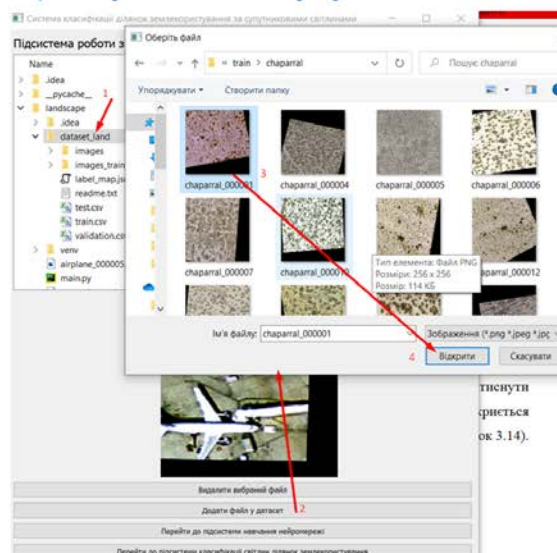 Система класифікації ділянок землекористування за супутниковими світлинами
Підсистема роботи з
Name
.idea
__pycache__
landscape
.idea
dataset_land
images
images_train
label_map.js
readme.txt
test.csv
train.csv
validation.cs
venv
airplane_000005
main.py
1
Оберіть файл
« train > chaparral
Пошук: chaparral
Упорядкувати
Створити папку
chaparral_000001
chaparral_000004
chaparral_000005
chaparral_000006
3
chaparral_000007
chaparral_000010
chaparral_000012
Тип елемента: Файл PNG
Розміри: 256 x 256
Розмір: 114 КБ
Ім'я файлу: chaparral_000001
Зображення (*.png *.jpeg *.jpg
4
Відкрити
Скасувати
тиснути
криється
ок 3.14).
Видалити вибраний файл
Додати файл у датасет
2
Перейти до підсистеми навчання нейромережі
Перейти до підсистеми класифікації світлин ділянок землекористування